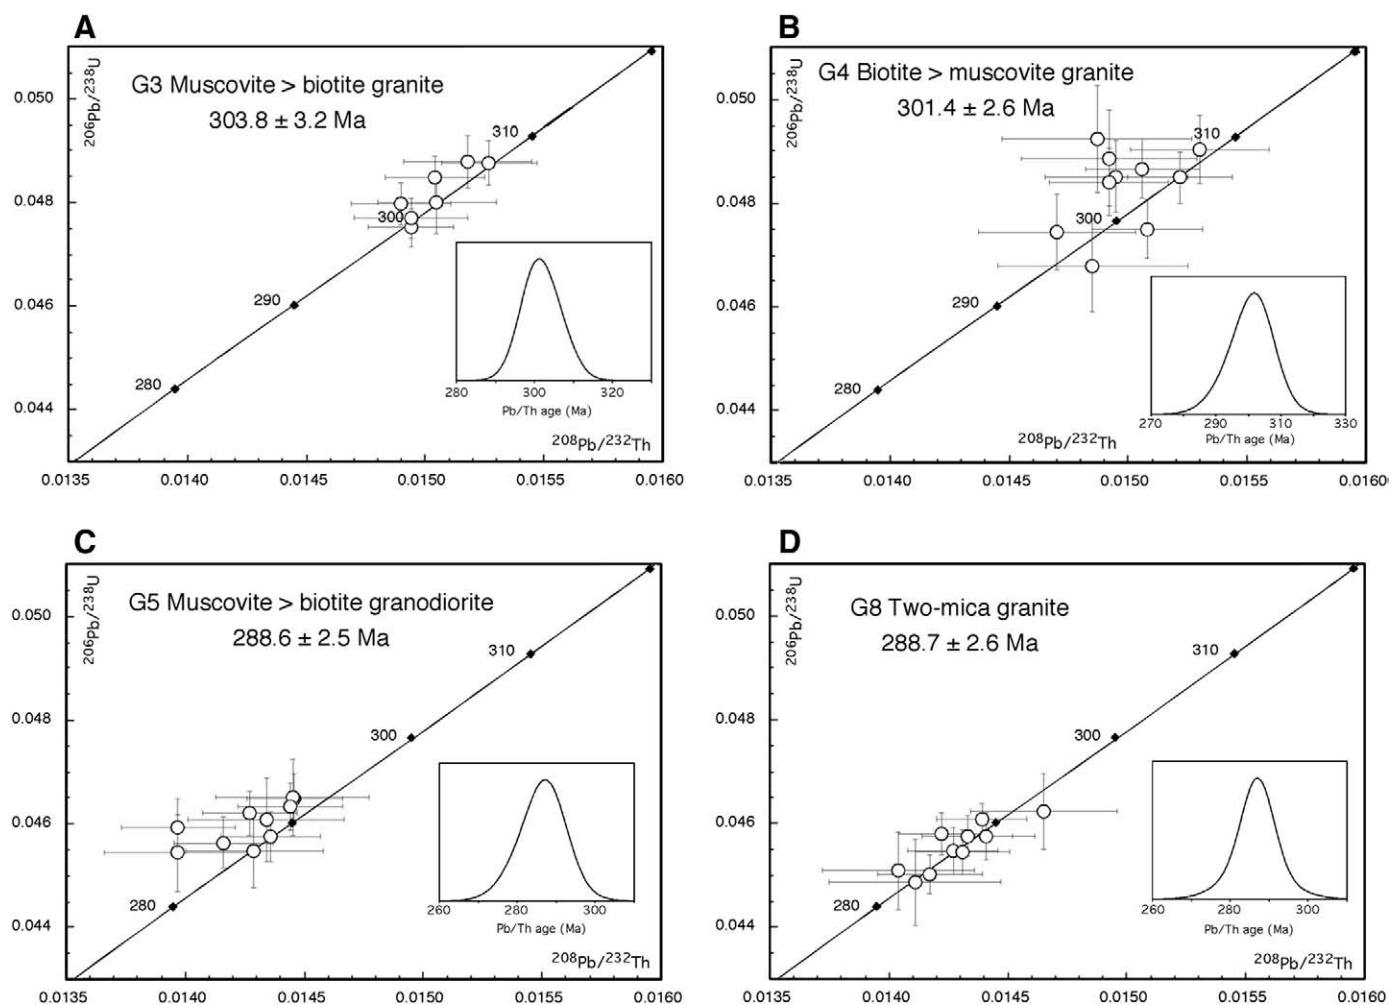 A
G3 Muscovite > biotite granite
303.8 ± 3.2 Ma
206Pb/238U
0.050
0.048
0.046
0.044
310
300
290
280
280 300 320
Pb/Th age (Ma)
208Pb/232Th
0.0135 0.0140 0.0145 0.0150 0.0155 0.0160
B
G4 Biotite > muscovite granite
301.4 ± 2.6 Ma
206Pb/238U
0.050
0.048
0.046
0.044
310
300
290
280
270 290 310 330
Pb/Th age (Ma)
208Pb/232Th
0.0135 0.0140 0.0145 0.0150 0.0155 0.0160
C
G5 Muscovite > biotite granodiorite
288.6 ± 2.5 Ma
206Pb/238U
0.050
0.048
0.046
0.044
310
300
280
260 280 300
Pb/Th age (Ma)
208Pb/232Th
0.0135 0.0140 0.0145 0.0150 0.0155 0.0160
D
G8 Two-mica granite
288.7 ± 2.6 Ma
206Pb/238U
0.050
0.048
0.046
0.044
310
300
280
260 280 300
Pb/Th age (Ma)
208Pb/232Th
0.0135 0.0140 0.0145 0.0150 0.0155 0.0160